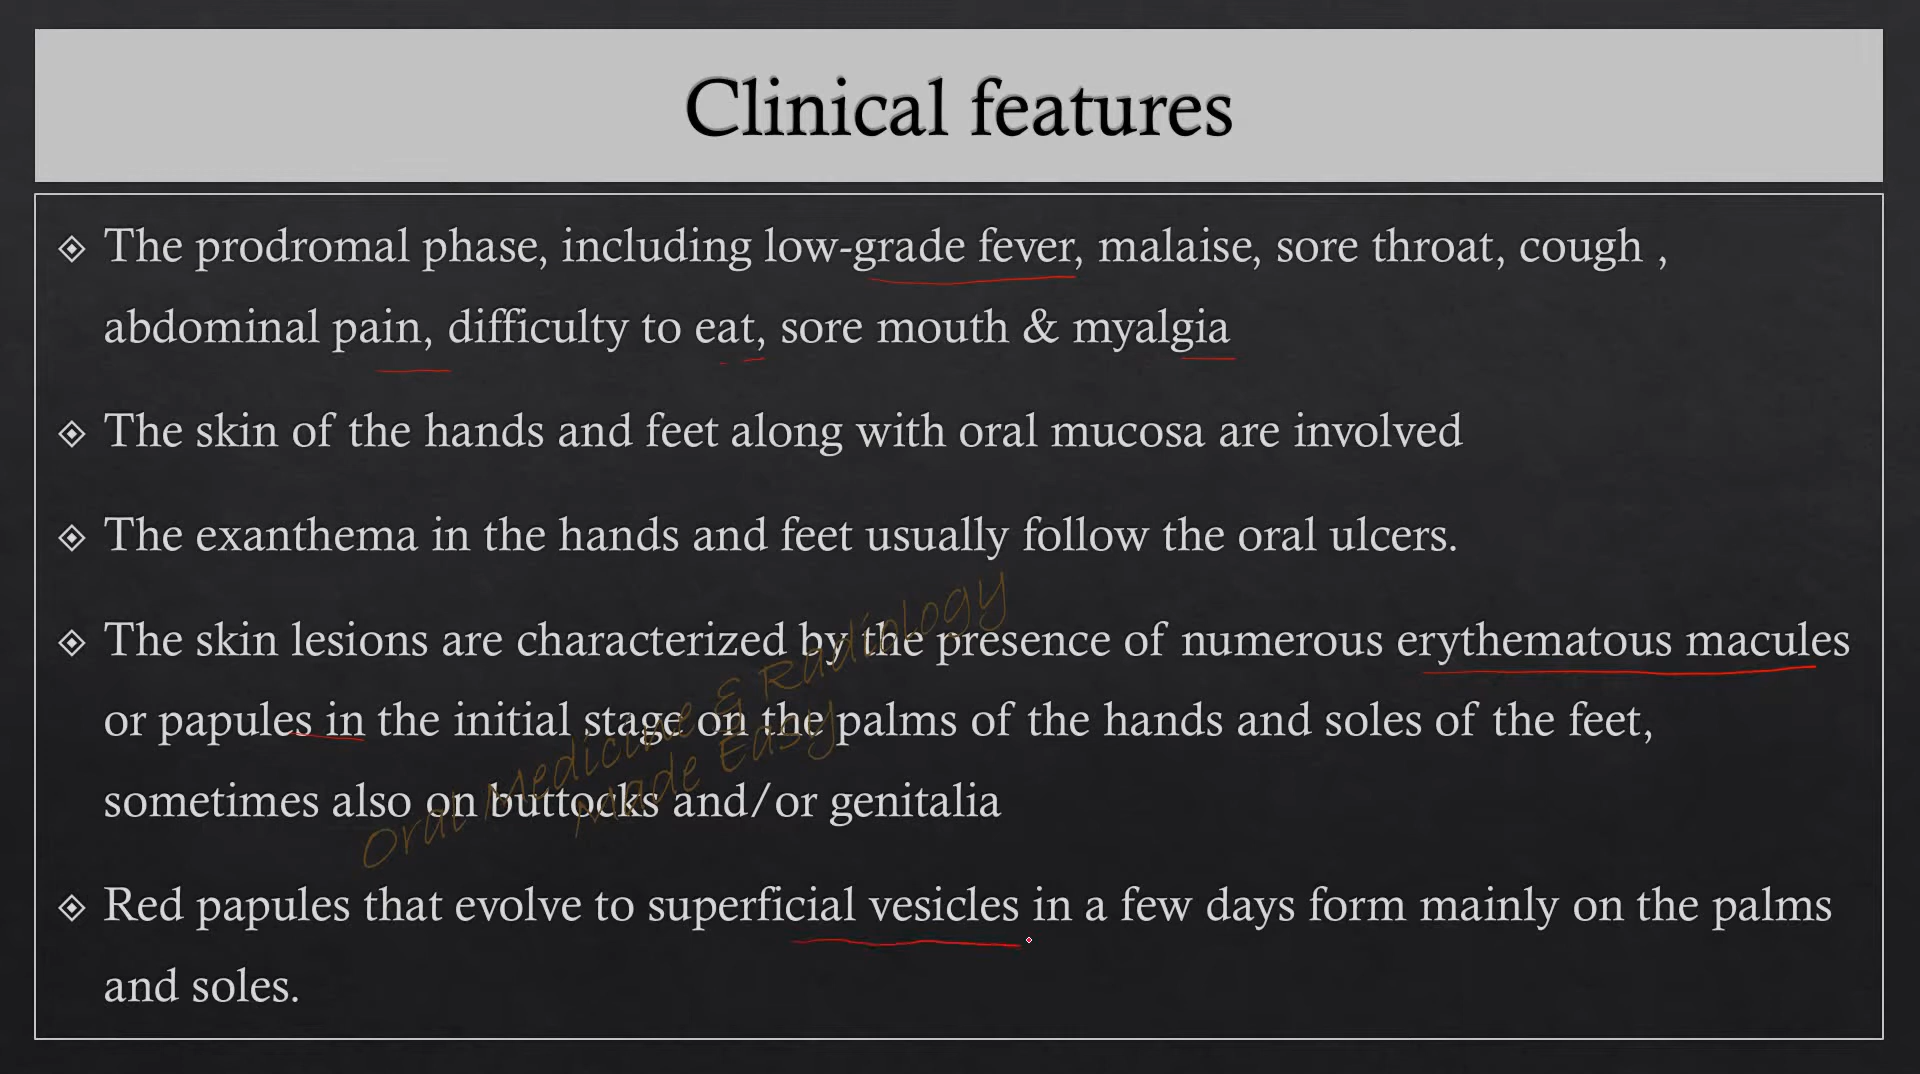 Clinical features
The prodromal phase, including low-grade fever, malaise, sore throat, cough ,
abdominal pain, difficulty to eat, sore mouth & myalgia
The skin of the hands and feet along with oral mucosa are involved
The exanthema in the hands and feet usually follow the oral ulcers.
The skin lesions are characterized by the presence of numerous erythematous macules
or papules in the initial stage on the palms of the hands and soles of the feet,
sometimes also on buttocks and/or genitalia
Red papules that evolve to superficial vesicles in a few days form mainly on the palms
and soles.
Oral Medicine & Radiology
Made Easy